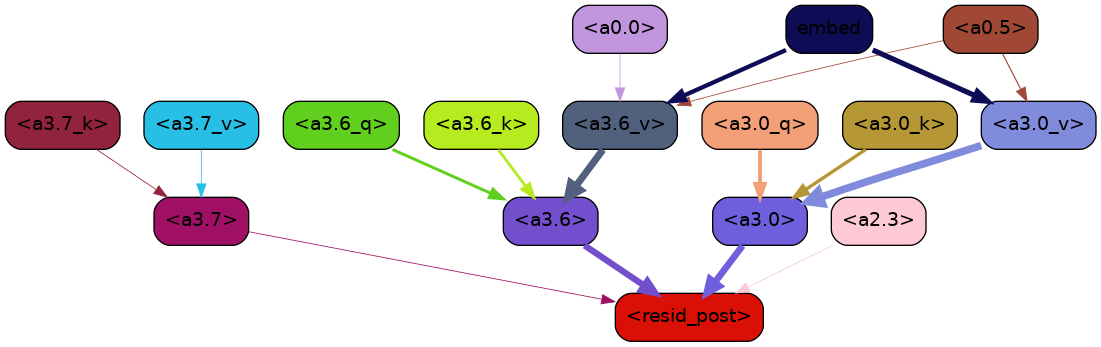 <a0.0>
embed
<a0.5>
<a3.7_k>
<a3.7_v>
<a3.6_q>
<a3.6_k>
<a3.6_v>
<a3.0_q>
<a3.0_k>
<a3.0_v>
<a3.7>
<a3.6>
<a3.0>
<a2.3>
<resid_post>